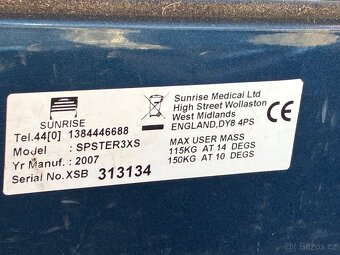 SUNRISE
Tel.44[0] 1384446688
Model : SPSTER3XS
Yr Manuf. : 2007
Serial No.XSB 313134
Sunrise Medical Ltd
High Street Wollaston
West Midlands
ENGLAND,DY8 4PS
CE
MAX USER MASS
115KG AT 14 DEGS
150KG AT 10 DEGS
bazoš.cz